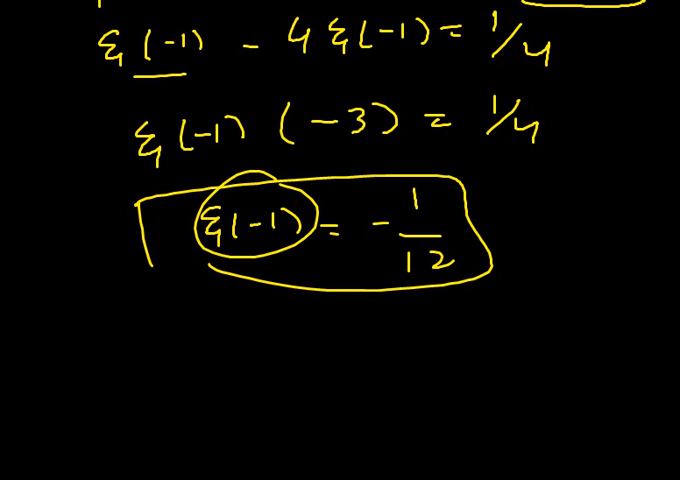 ξ(-1) - 4ξ(-1) = 1/4
ξ(-1) (-3) = 1/4
ξ(-1) = - 1/12